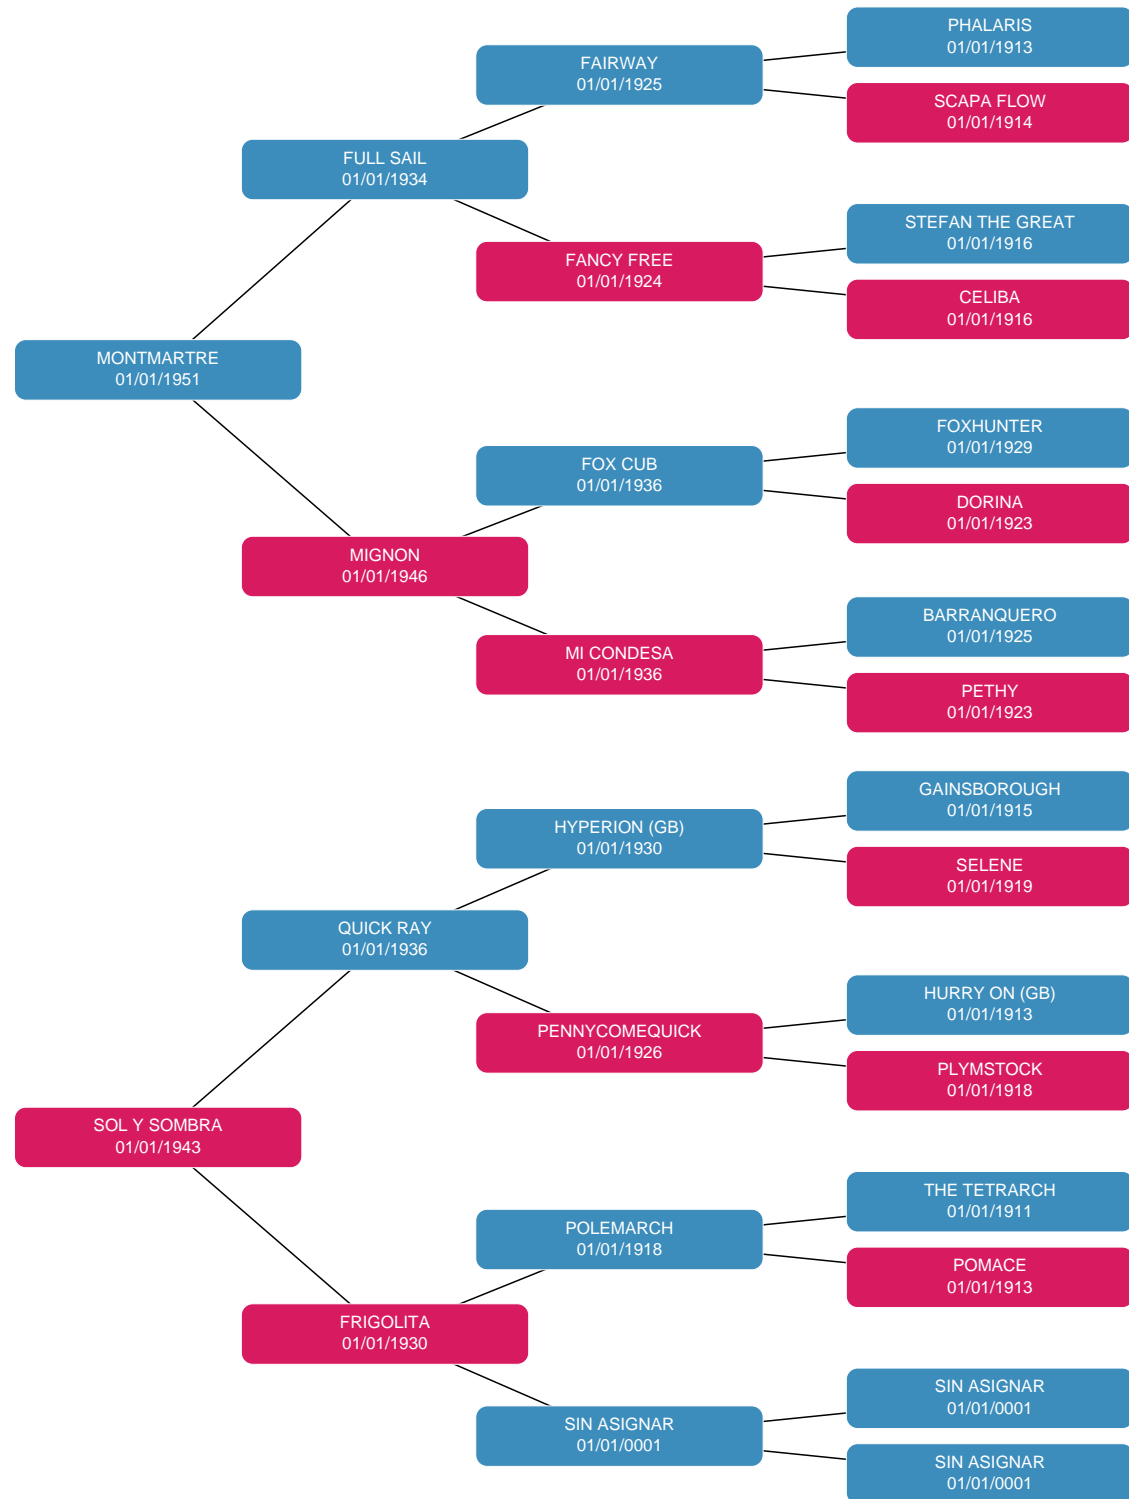 PHALARIS
01/01/1913
FAIRWAY
01/01/1925
SCAPA FLOW
01/01/1914
FULL SAIL
01/01/1934
STEFAN THE GREAT
01/01/1916
FANCY FREE
01/01/1924
CELIBA
01/01/1916
MONTMARTRE
01/01/1951
FOXHUNTER
01/01/1929
FOX CUB
01/01/1936
DORINA
01/01/1923
MIGNON
01/01/1946
BARRANQUERO
01/01/1925
MI CONDESA
01/01/1936
PETHY
01/01/1923
GAINSBOROUGH
01/01/1915
HYPERION (GB)
01/01/1930
SELENE
01/01/1919
QUICK RAY
01/01/1936
HURRY ON (GB)
01/01/1913
PENNYCOMEQUICK
01/01/1926
PLYMSTOCK
01/01/1918
SOL Y SOMBRA
01/01/1943
THE TETRARCH
01/01/1911
POLEMARCH
01/01/1918
POMACE
01/01/1913
FRIGOLITA
01/01/1930
SIN ASIGNAR
01/01/0001
SIN ASIGNAR
01/01/0001
SIN ASIGNAR
01/01/0001